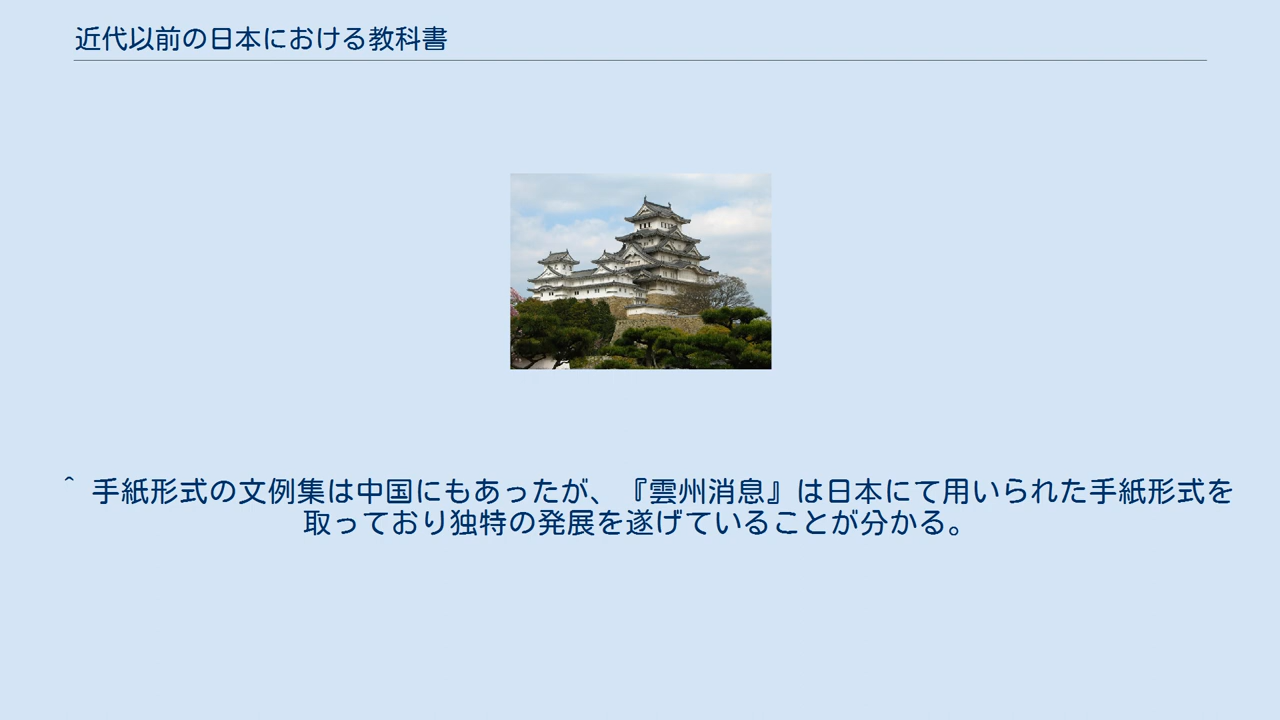 近代以前の日本における教科書
^ 手紙形式の文例集は中国にもあったが、『雲州消息』は日本にて用いられた手紙形式を
取っており独特の発展を遂げていることが分かる。